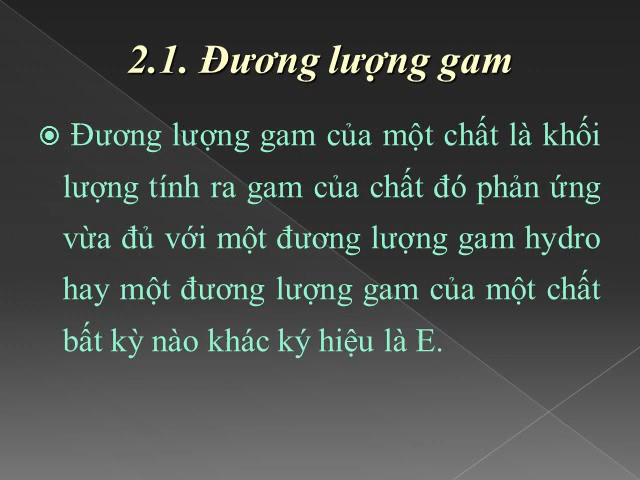 2.1. Đương lượng gam
Đương lượng gam của một chất là khối
lượng tính ra gam của chất đó phản ứng
vừa đủ với một đương lượng gam hydro
hay một đương lượng gam của một chất
bất kỳ nào khác ký hiệu là E.